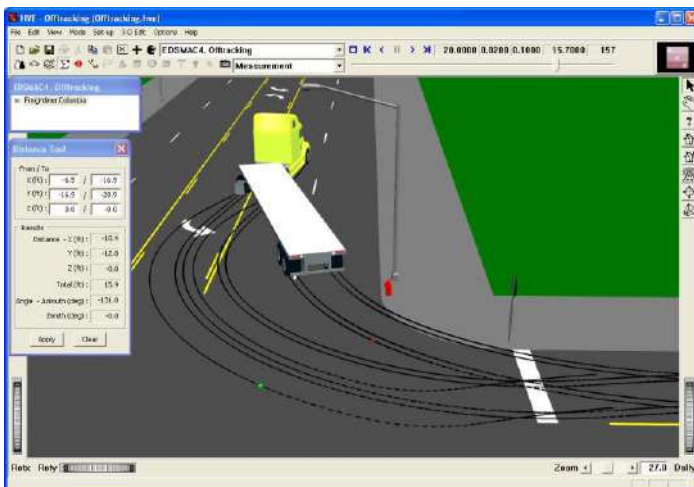 HVE - Offtracking [Offtracking.hve]
File Edit View Mode Set-up 3-D Edit Options Help
EDSMAC4, Offtracking
20.0000 0.0200 0.1000 15.7000 157
Measurement
EDSMAC4, Offtracking
Freightliner Columbia
Distance Tool
From / To
X (ft) : -6.5 / -16.9
Y (ft) : -16.9 / -28.9
Z (ft) : 0.0 / -0.0
Results
Distance - X (ft) : -10.4
Y (ft) : -12.0
Z (ft) : -0.0
Total (ft) : 15.9
Angle - Azimuth (deg) : -131.0
Zenith (deg) : -0.0
Apply Clear
Rotx Roty
Zoom 27.0 Dolly